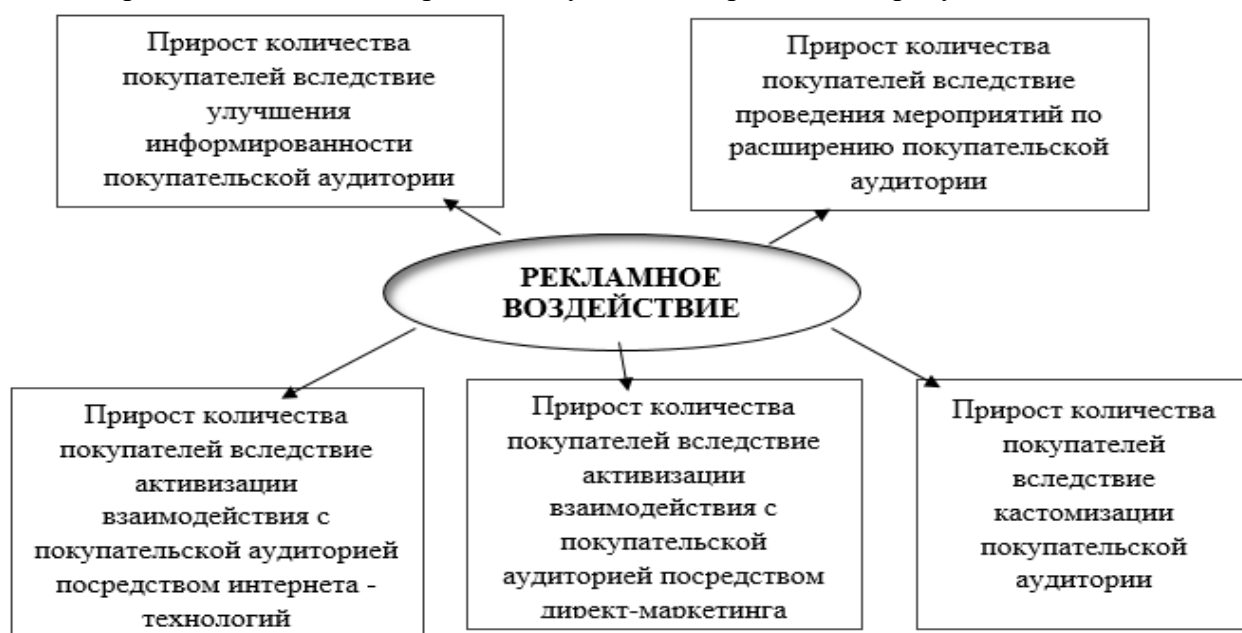 Прирост количества
покупателей вследствие
улучшения
информированности
покупательской аудитории
Прирост количества
покупателей вследствие
проведения мероприятий по
расширению покупательской
аудитории
РЕКЛАМНОЕ
ВОЗДЕЙСТВИЕ
Прирост количества
покупателей вследствие
активизации
взаимодействия с
покупательской аудиторией
посредством интернета -
технологий
Прирост количества
покупателей вследствие
активизации
взаимодействия с
покупательской
аудиторией посредством
директ-маркетинга
Прирост количества
покупателей
вследствие
кастомизации
покупательской
аудитории